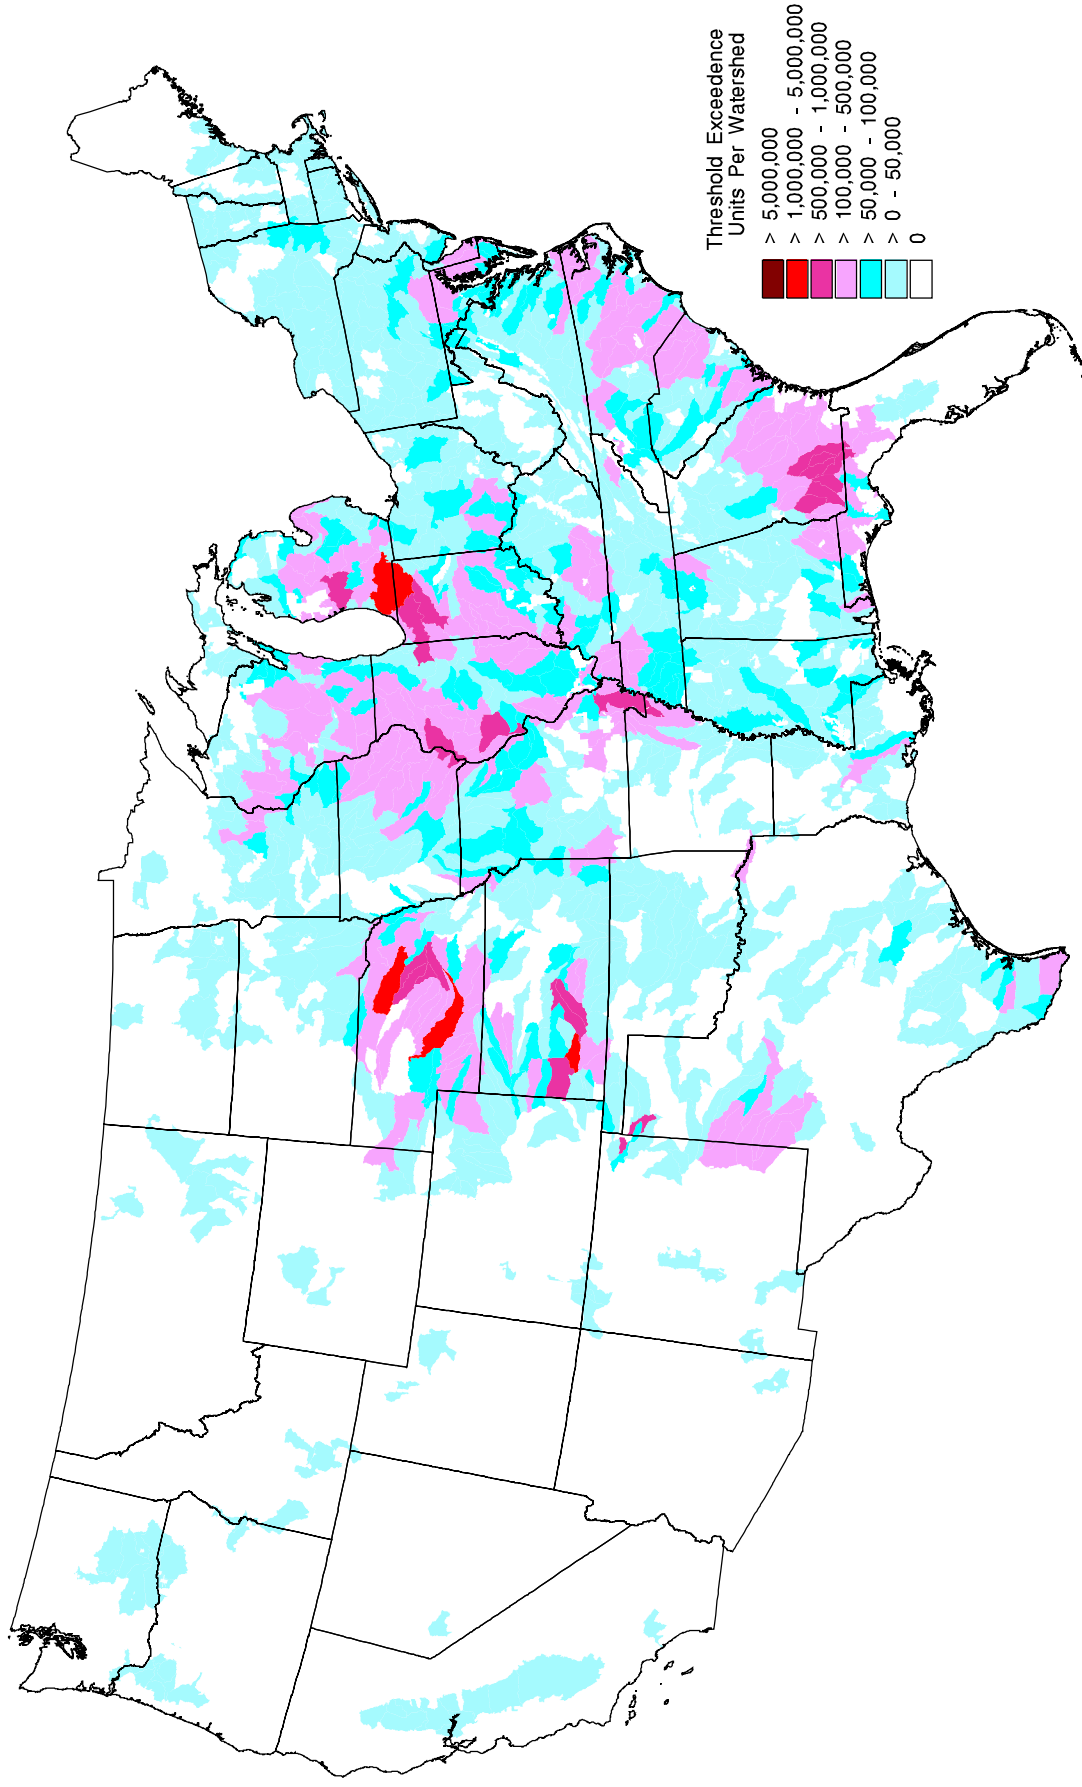 Threshold Exceedence
Units Per Watershed
> 5,000,000
> 1,000,000 - 5,000,000
> 500,000 - 1,000,000
> 100,000 - 500,000
> 50,000 - 100,000
> 0 - 50,000
0